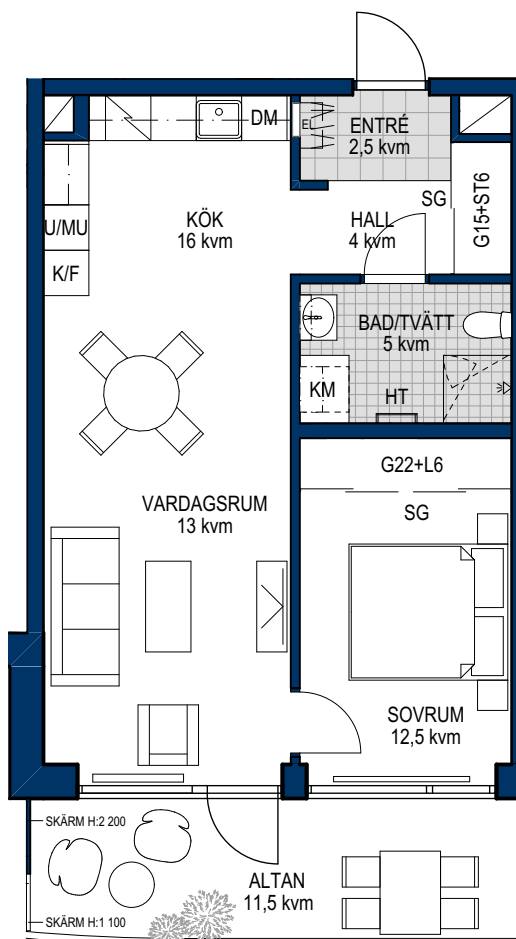 DM
EL
ENTRÉ
2,5 kvm
U/MU
K/F
KÖK
16 kvm
HALL
4 kvm
SG
G15+ST6
BAD/TVÄTT
5 kvm
KM
HT
G22+L6
SG
VARDAGSRUM
13 kvm
SOVRUM
12,5 kvm
SKÄRM H:2 200
ALTAN
11,5 kvm
SKÄRM H:1 100